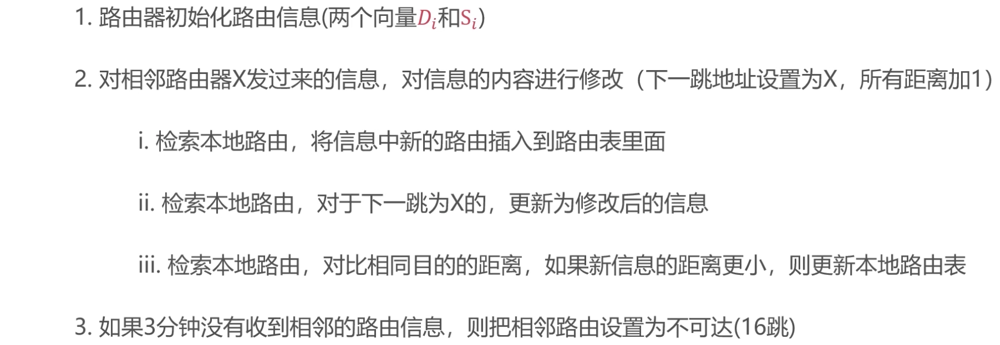 1. 路由器初始化路由信息(两个向量Dᵢ和Sᵢ)
2. 对相邻路由器X发过来的信息，对信息的内容进行修改（下一跳地址设置为X，所有距离加1）
i. 检索本地路由，将信息中新的路由插入到路由表里面
ii. 检索本地路由，对于下一跳为X的，更新为修改后的信息
iii. 检索本地路由，对比相同目的的距离，如果新信息的距离更小，则更新本地路由表
3. 如果3分钟没有收到相邻的路由信息，则把相邻路由设置为不可达(16跳)